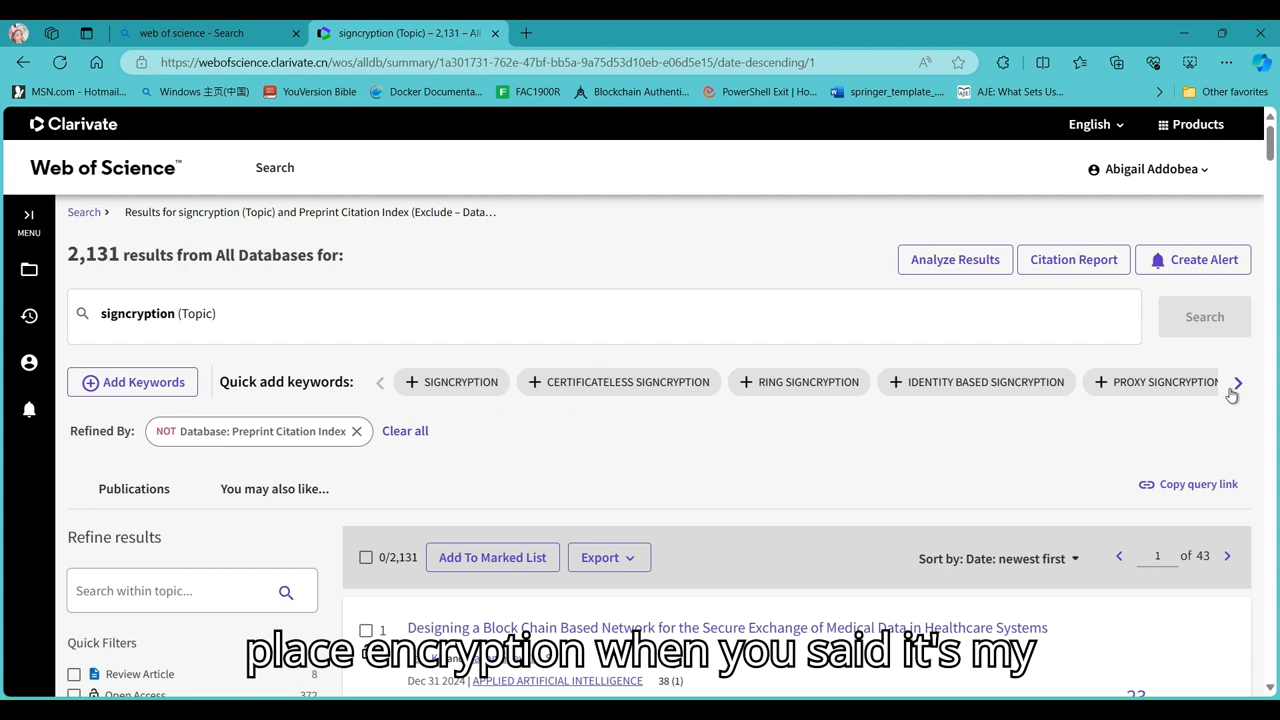 web of science - Search
signcryption (Topic) – 2,131 – All
https://webofscience.clarivate.cn/wos/alldb/summary/1a301731-762e-47bf-bb2a-9a75d53d10eb-e06d5e15/date-descending/1
MSN.com - Hotmail...
Windows 主页(中国)
YouVersion Bible
Docker Documenta...
FAC1900R
Blockchain Authenti...
PowerShell Exit | Ho...
springer_template_...
AJE: What Sets Us...
Other favorites
Clarivate
English
Products
Web of Science™
Search
Abigail Addobea
MENU
Search > Results for signcryption (Topic) and Preprint Citation Index (Exclude – Data...
2,131 results from All Databases for:
Analyze Results
Citation Report
Create Alert
signcryption (Topic)
Search
Add Keywords
Quick add keywords:
+ SIGNCRYPTION
+ CERTIFICATELESS SIGNCRYPTION
+ RING SIGNCRYPTION
+ IDENTITY BASED SIGNCRYPTION
+ PROXY SIGNCRYPTION
Refined By:
NOT Database: Preprint Citation Index
Clear all
Publications
You may also like...
Copy query link
Refine results
0/2,131
Add To Marked List
Export
Sort by: Date: newest first
1 of 43
Search within topic...
Quick Filters
Review Article 8
Open Access 372
1
Designing a Block Chain Based Network for the Secure Exchange of Medical Data in Healthcare Systems
Dec 31 2024 | APPLIED ARTIFICIAL INTELLIGENCE 38 (1)
23
place encryption when you said it's my